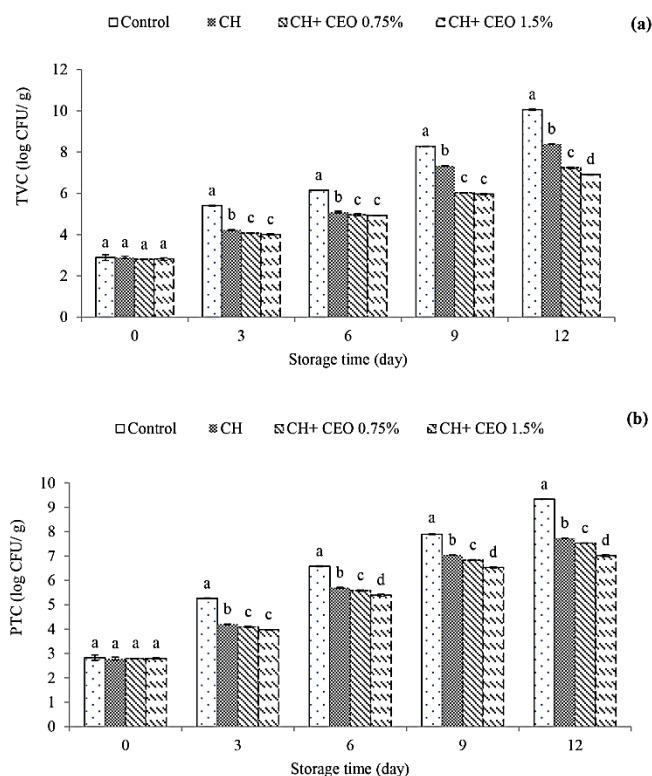 Control CH CH+ CEO 0.75% CH+ CEO 1.5% (a)
TVC (log CFU/ g)
12
10
8
6
4
2
0
a a a a a b c c a b c c a b c c a b c d
0 3 6 9 12
Storage time (day)
Control CH CH+ CEO 0.75% CH+ CEO 1.5% (b)
PTC (log CFU/ g)
10
9
8
7
6
5
4
3
2
1
0
a a a a a b c c a b c d a b c d a b c d
0 3 6 9 12
Storage time (day)